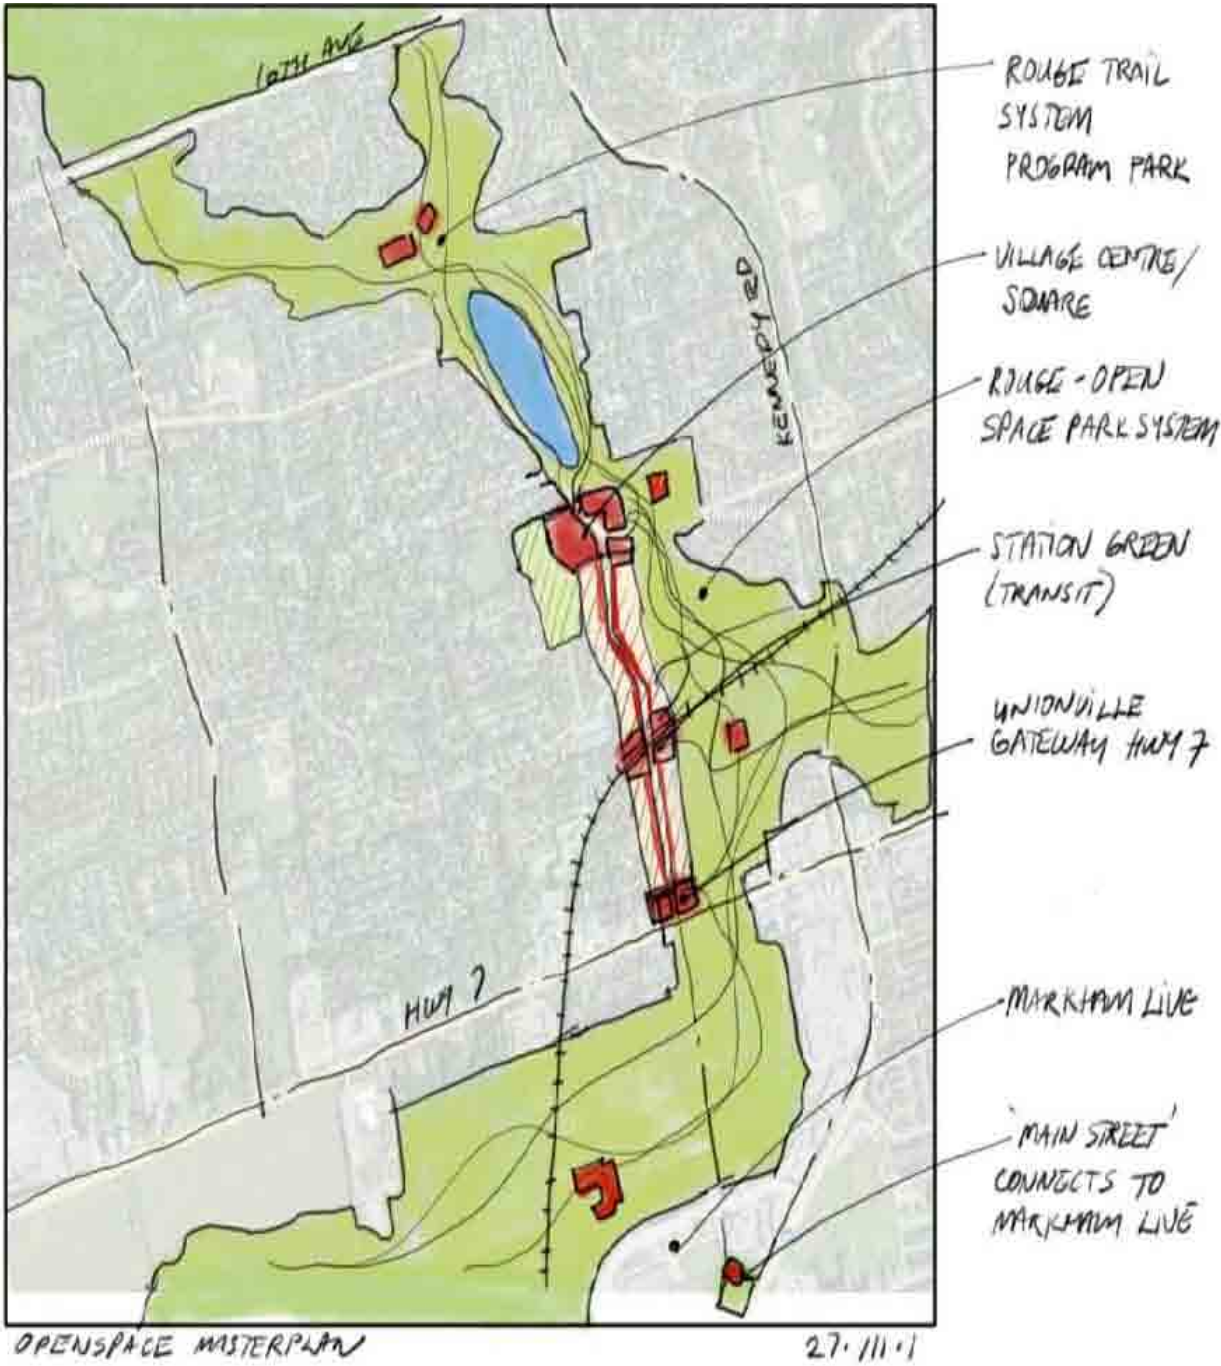 16TH AVE
ROUGE TRAIL
SYSTEM
PROGRAM PARK
VILLAGE CENTRE/
SQUARE
KENNEDY RD
ROUGE - OPEN
SPACE PARK SYSTEM
STATION GREEN
(TRANSIT)
UNIONVILLE
GATEWAY HWY 7
HWY 7
MARKHAM LIVE
'MAIN STREET'
CONNECTS TO
MARKHAM LIVE
OPENSPACE MASTERPLAN
27.111.1